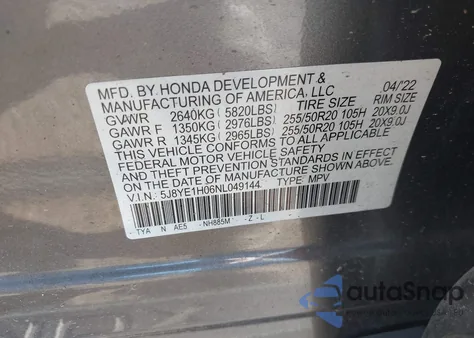 MFD. BY HONDA DEVELOPMENT & 04/'22
MANUFACTURING OF AMERICA, LLC
GVWR 2640KG ( 5820LBS) TIRE SIZE RIM SIZE
GAWR F 1350KG ( 2976LBS) 255/50R20 105H 20X9.0J
GAWR R 1345KG ( 2965LBS) 255/50R20 105H 20X9.0J
THIS VEHICLE CONFORMS TO ALL APPLICABLE
FEDERAL MOTOR VEHICLE SAFETY
STANDARDS IN EFFECT ON THE
DATE OF MANUFACTURE SHOWN ABOVE.
V.I.N.: 5J8YE1H06NL049144 TYPE: MPV
TYA N AE5 NH885M -Z-L
autoSnap